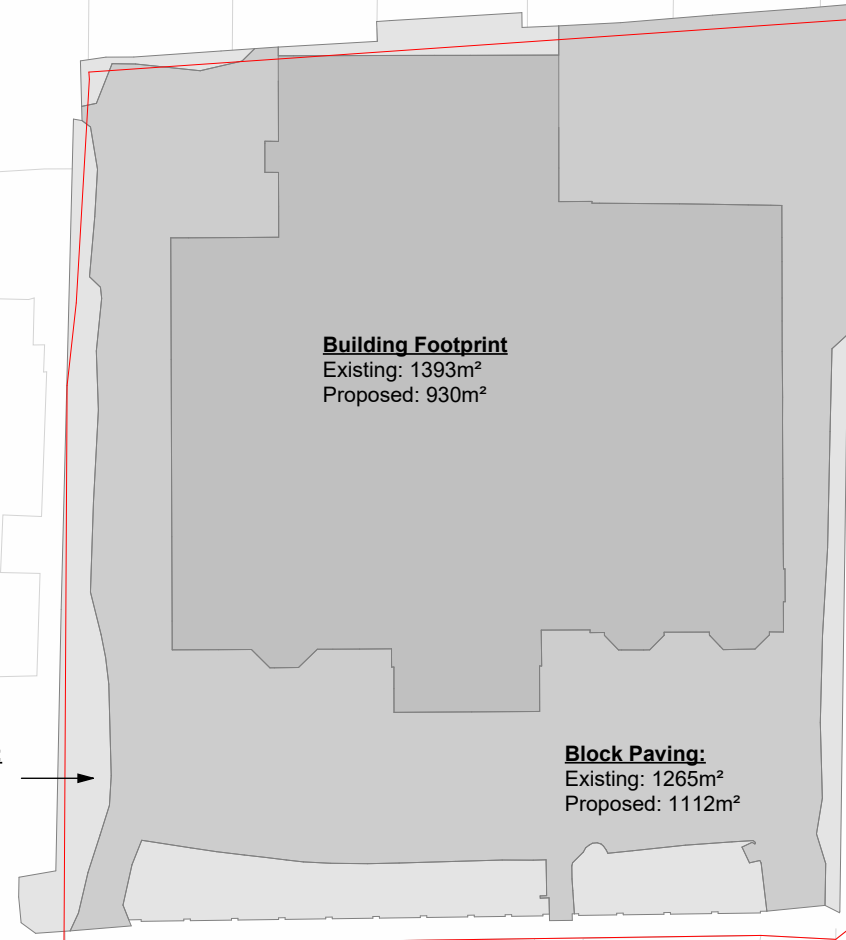 Building Footprint
Existing: 1393m²
Proposed: 930m²
Block Paving:
Existing: 1265m²
Proposed: 1112m²